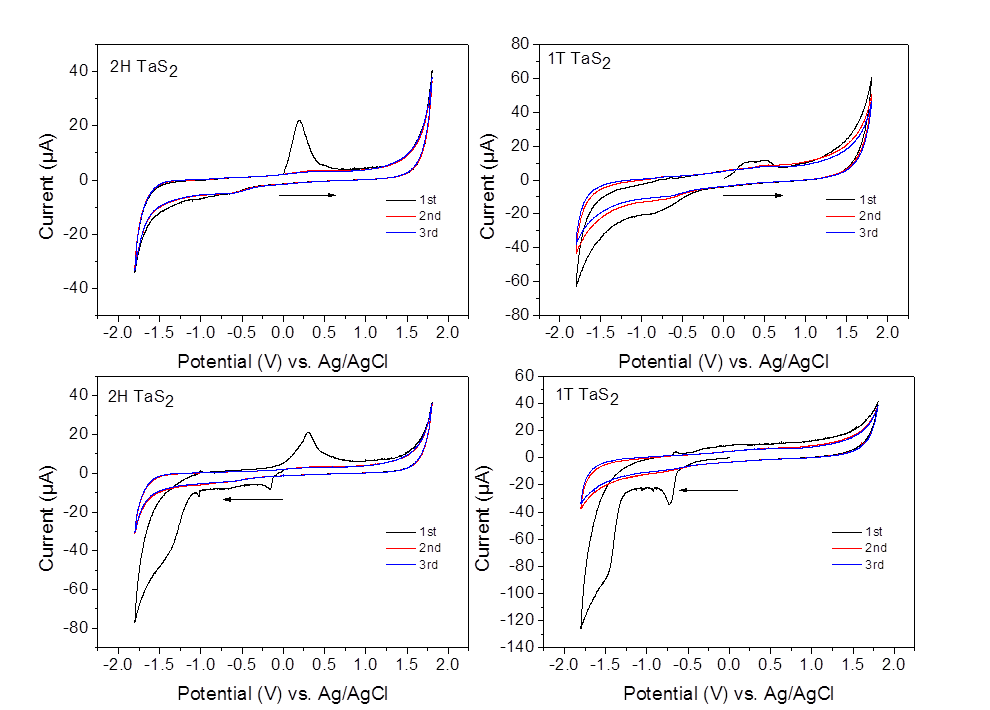 2H TaS2
Current (µA)
40
20
0
-20
-40
1st
2nd
3rd
-2.0 -1.5 -1.0 -0.5 0.0 0.5 1.0 1.5 2.0
Potential (V) vs. Ag/AgCl
1T TaS2
Current (µA)
80
60
40
20
0
-20
-40
-60
-80
1st
2nd
3rd
-2.0 -1.5 -1.0 -0.5 0.0 0.5 1.0 1.5 2.0
Potential (V) vs. Ag/AgCl
2H TaS2
Current (µA)
40
20
0
-20
-40
-60
-80
1st
2nd
3rd
-2.0 -1.5 -1.0 -0.5 0.0 0.5 1.0 1.5 2.0
Potential (V) vs. Ag/AgCl
1T TaS2
Current (µA)
60
40
20
0
-20
-40
-60
-80
-100
-120
-140
1st
2nd
3rd
-2.0 -1.5 -1.0 -0.5 0.0 0.5 1.0 1.5 2.0
Potential (V) vs. Ag/AgCl